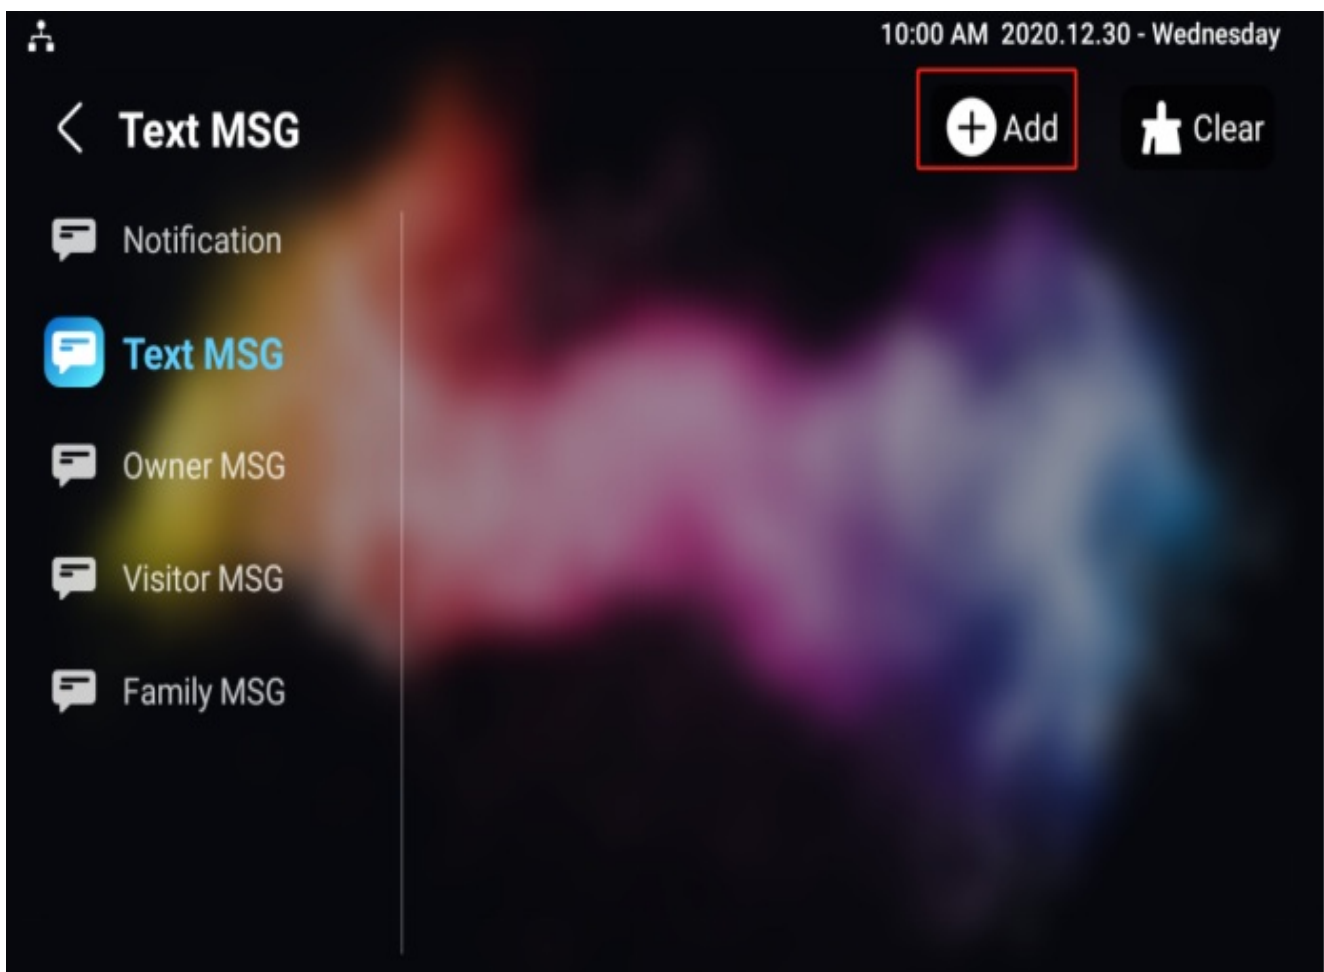 10:00 AM 2020.12.30 - Wednesday
Text MSG
Add
Clear
Notification
Text MSG
Owner MSG
Visitor MSG
Family MSG